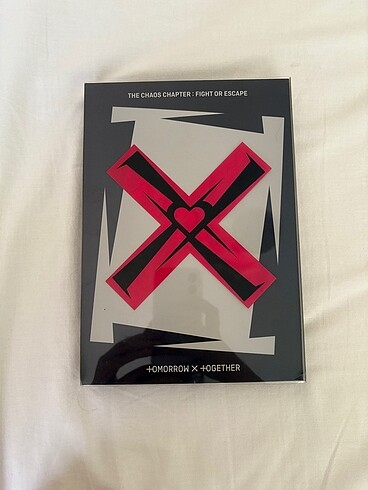 THE CHAOS CHAPTER : FIGHT OR ESCAPE
TOMORROW X TOGETHER